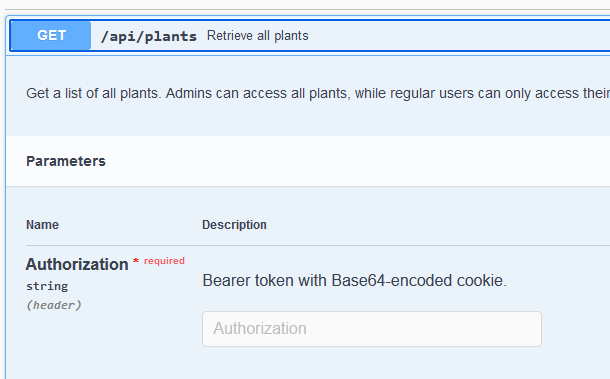 GET /api/plants Retrieve all plants
Get a list of all plants. Admins can access all plants, while regular users can only access their
Parameters
Name Description
Authorization * required
string
(header)
Bearer token with Base64-encoded cookie.
Authorization